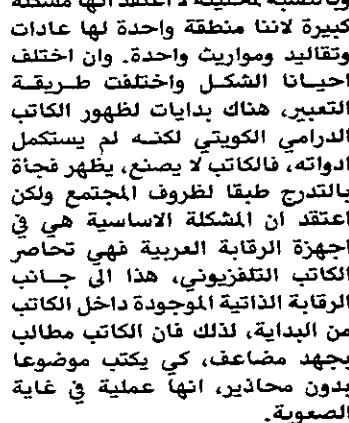 وبالنسبة لمحليته لا اعتقد انها مشكلة
كبيرة لاننا منطقة واحدة لها عادات
وتقاليد ومواريث واحدة. وان اختلف
احيانا الشكل واختلفت طريقة
التعبير، هناك بدايات لظهور الكاتب
الدرامي الكويتي لكنه لم يستكمل
ادواته، فالكاتب لا يصنع، يظهر فجأة
بالتدرج طبقا لظروف المجتمع ولكن
اعتقد ان المشكلة الاساسية هي في
اجهزة الرقابة العربية فهي تحاصر
الكاتب التلفزيوني، هذا الى جانب
الرقابة الذاتية الموجودة داخل الكاتب
من البداية، لذلك فان الكاتب مطالب
بجهد مضاعف، كي يكتب موضوعا
بدون محاذير، انها عملية في غاية
الصعوبة.